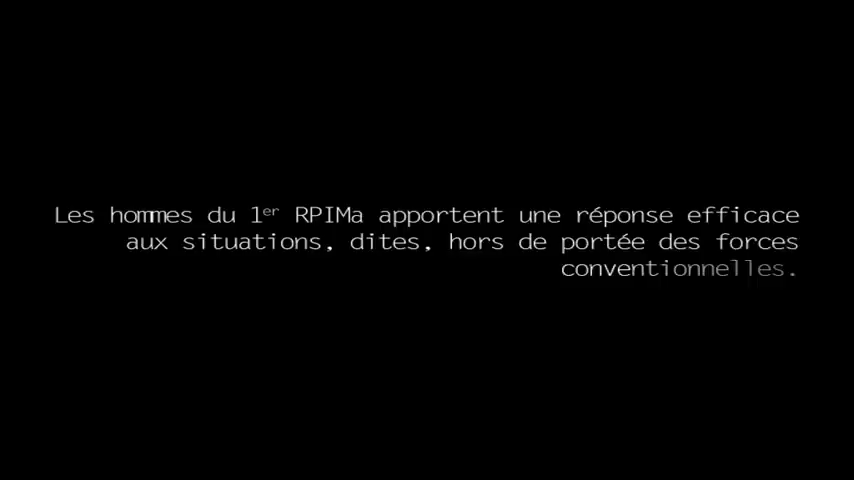 Les hommes du 1er RPIMa apportent une réponse efficace
aux situations, dites, hors de portée des forces
conventionnelles.